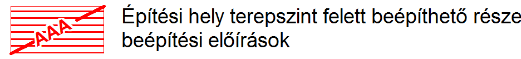 AAA
Építési hely terepszint felett beépíthető része
beépítési előírások